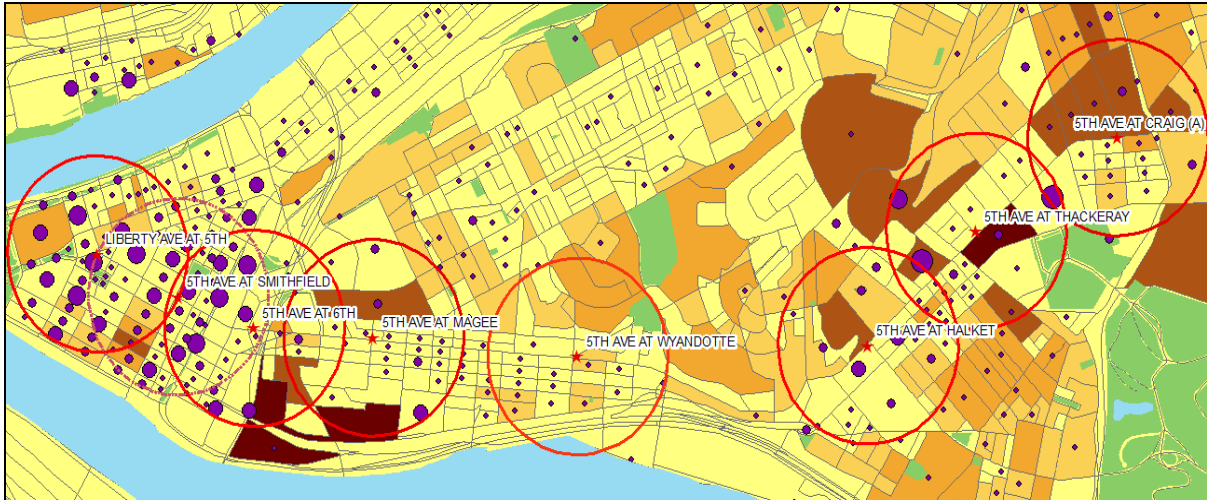 5TH AVE AT CRAIG (A)
5TH AVE AT THACKERAY
LIBERTY AVE AT 5TH
5TH AVE AT SMITHFIELD
5TH AVE AT 6TH
5TH AVE AT MAGEE
5TH AVE AT HALKET
5TH AVE AT WYANDOTTE